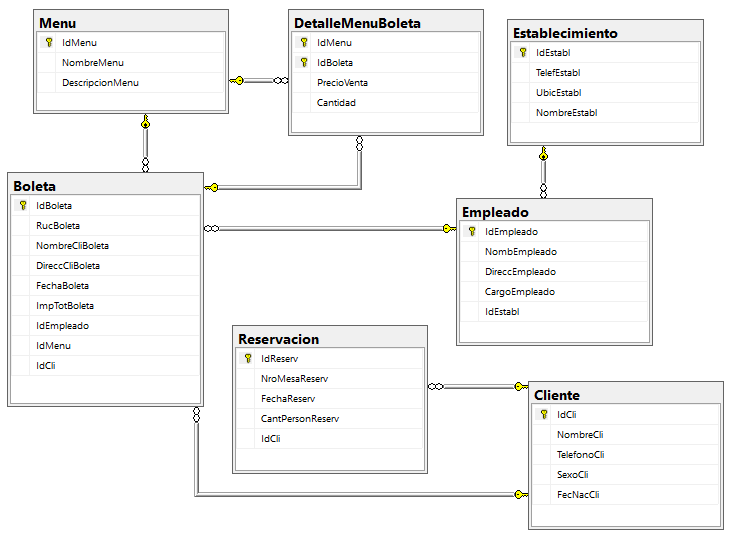 Menu
IdMenu
NombreMenu
DescripcionMenu
DetalleMenuBoleta
IdMenu
IdBoleta
PrecioVenta
Cantidad
Establecimiento
IdEstabl
TelefEstabl
UbicEstabl
NombreEstabl
Boleta
IdBoleta
RucBoleta
NombreCliBoleta
DireccCliBoleta
FechaBoleta
ImpTotBoleta
IdEmpleado
IdMenu
IdCli
Empleado
IdEmpleado
NombEmpleado
DireccEmpleado
CargoEmpleado
IdEstabl
Reservacion
IdReserv
NroMesaReserv
FechaReserv
CantPersonReserv
IdCli
Cliente
IdCli
NombreCli
TelefonoCli
SexoCli
FecNacCli